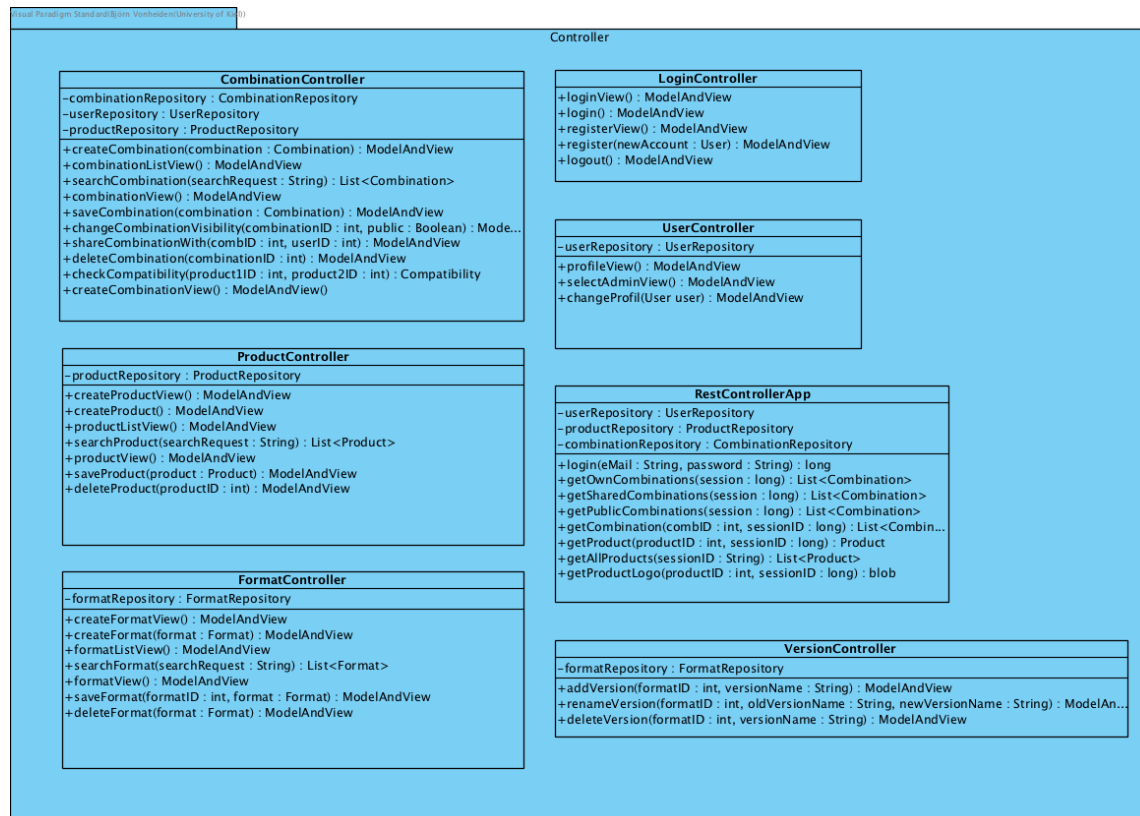 Visual Paradigm Standard(Björn Vonheiden(University of Kiel))
Controller
CombinationController
-combinationRepository : CombinationRepository
-userRepository : UserRepository
-productRepository : ProductRepository
+createCombination(combination : Combination) : ModelAndView
+combinationListView() : ModelAndView
+searchCombination(searchRequest : String) : List<Combination>
+combinationView() : ModelAndView
+saveCombination(combination : Combination) : ModelAndView
+changeCombinationVisibility(combinationID : int, public : Boolean) : Mode...
+shareCombinationWith(combID : int, userID : int) : ModelAndView
+deleteCombination(combinationID : int) : ModelAndView
+checkCompatibility(product1ID : int, product2ID : int) : Compatibility
+createCombinationView() : ModelAndView()
ProductController
-productRepository : ProductRepository
+createProductView() : ModelAndView
+createProduct() : ModelAndView
+productListView() : ModelAndView
+searchProduct(searchRequest : String) : List<Product>
+productView() : ModelAndView
+saveProduct(product : Product) : ModelAndView
+deleteProduct(productID : int) : ModelAndView
FormatController
-formatRepository : FormatRepository
+createFormatView() : ModelAndView
+createFormat(format : Format) : ModelAndView
+formatListView() : ModelAndView
+searchFormat(searchRequest : String) : List<Format>
+formatView() : ModelAndView
+saveFormat(formatID : int, format : Format) : ModelAndView
+deleteFormat(format : Format) : ModelAndView
LoginController
+loginView() : ModelAndView
+login() : ModelAndView
+registerView() : ModelAndView
+register(newAccount : User) : ModelAndView
+logout() : ModelAndView
UserController
-userRepository : UserRepository
+profileView() : ModelAndView
+selectAdminView() : ModelAndView
+changeProfil(User user) : ModelAndView
RestControllerApp
-userRepository : UserRepository
-productRepository : ProductRepository
-combinationRepository : CombinationRepository
+login(eMail : String, password : String) : long
+getOwnCombinations(session : long) : List<Combination>
+getSharedCombinations(session : long) : List<Combination>
+getPublicCombinations(session : long) : List<Combination>
+getCombination(combID : int, sessionID : long) : List<Combin...
+getProduct(productID : int, sessionID : long) : Product
+getAllProducts(sessionID : String) : List<Product>
+getProductLogo(productID : int, sessionID : long) : blob
VersionController
-formatRepository : FormatRepository
+addVersion(formatID : int, versionName : String) : ModelAndView
+renameVersion(formatID : int, oldVersionName : String, newVersionName : String) : ModelAn...
+deleteVersion(formatID : int, versionName : String) : ModelAndView